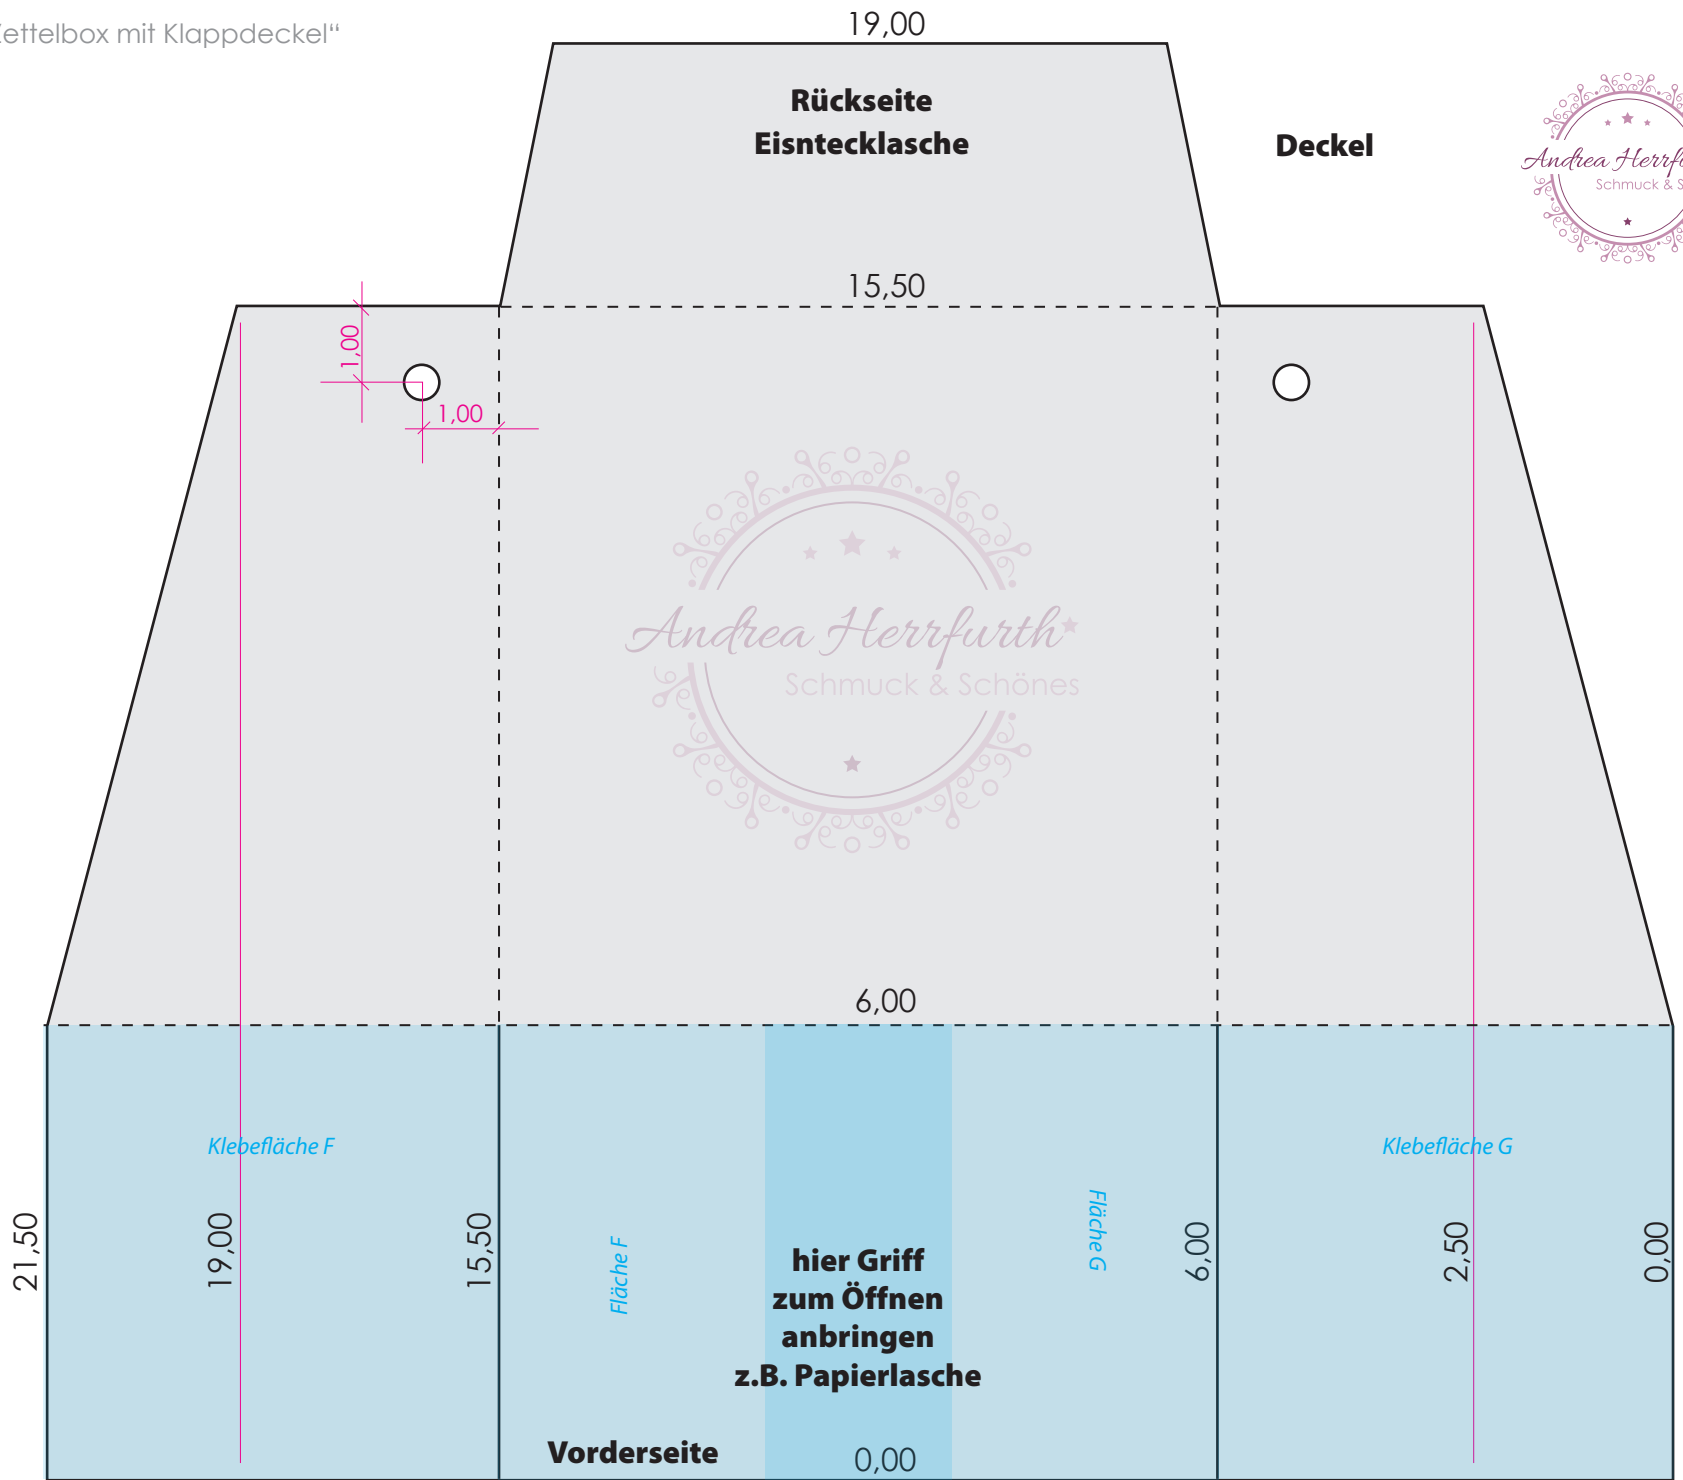 ettelbox mit Klappdeckel“
19,00
Rückseite
Eisntecklasche
Deckel
Schmuck & S
15,50
1,00
1,00
Andrea Herrfurth
Schmuck & Schönes
6,00
Klebefläche F
Klebefläche G
21,50
19,00
15,50
Fläche F
hier Griff
zum Öffnen
anbringen
z.B. Papierlasche
Fläche G
6,00
2,50
0,00
Vorderseite
0,00